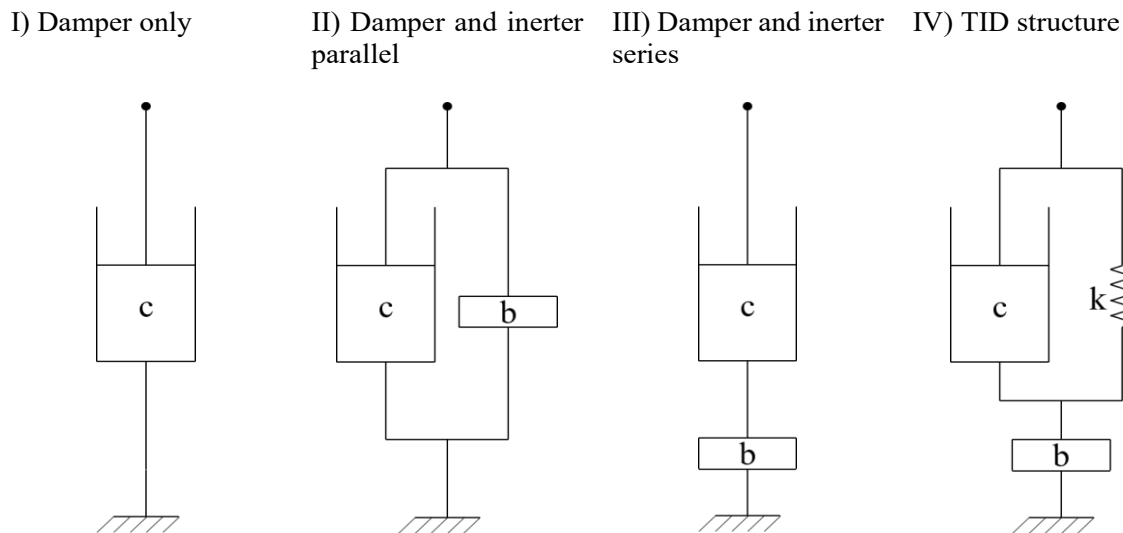 I) Damper only
II) Damper and inerter
parallel
III) Damper and inerter
series
IV) TID structure
c
c
b
c
b
c
k
b